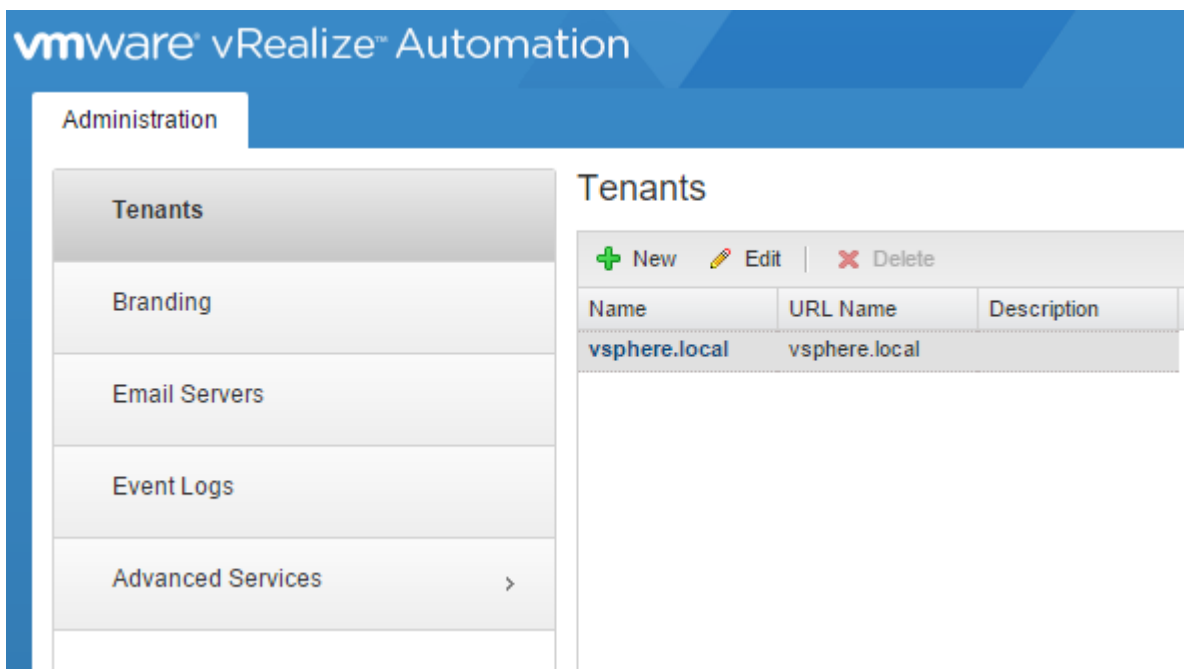 vmware® vRealize™ Automation
Administration
Tenants
Branding
Email Servers
Event Logs
Advanced Services
Tenants
New Edit Delete
Name URL Name Description
vsphere.local vsphere.local